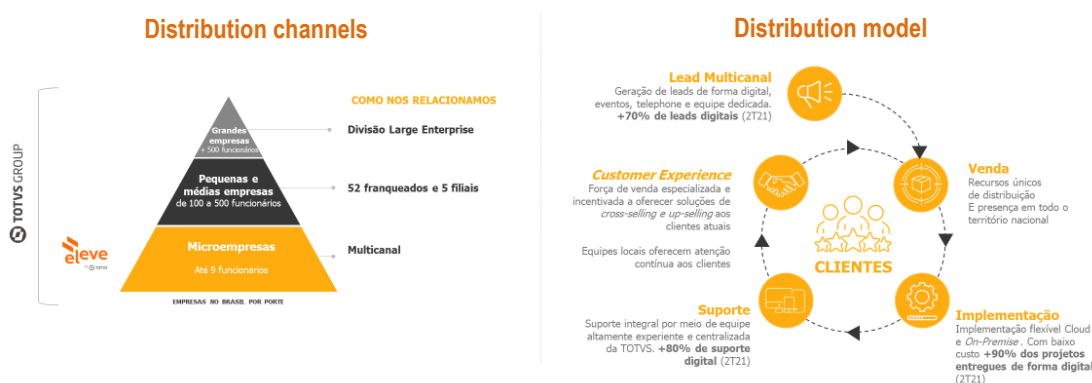 Distribution channels
COMO NOS RELACIONAMOS
Grandes
empresas
+ 500 funcionários
Divisão Large Enterprise
Pequenas e
médias empresas
de 100 a 500 funcionários
52 franqueados e 5 filiais
Microempresas
Até 9 funcionários
Multicanal
EMPRESAS NO BRASIL POR PORTE
TOTVS GROUP
eleve
Distribution model
Lead Multicanal
Geração de leads de forma digital,
eventos, telephone e equipe dedicada.
+70% de leads digitais (2T21)
Customer Experience
Força de venda especializada e
incentivada a oferecer soluções de
cross-selling e up-selling aos
clientes atuais
Equipes locais oferecem atenção
contínua aos clientes
Venda
Recursos únicos
de distribuição
E presença em todo o
território nacional
CLIENTES
Suporte
Suporte integral por meio de equipe
altamente experiente e centralizada
da TOTVS. +80% de suporte
digital (2T21)
Implementação
Implementação flexível Cloud
e On-Premise . Com baixo
custo +90% dos projetos
entregues de forma digital
(2T21)